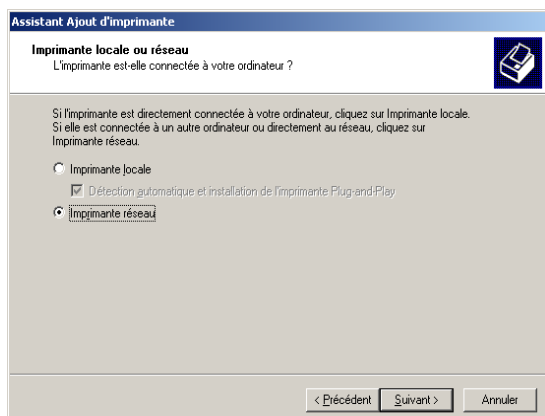 Assistant Ajout d'imprimante
Imprimante locale ou réseau
L'imprimante est-elle connectée à votre ordinateur ?
Si l'imprimante est directement connectée à votre ordinateur, cliquez sur Imprimante locale.
Si elle est connectée à un autre ordinateur ou directement au réseau, cliquez sur
Imprimante réseau.
Imprimante locale
Détection automatique et installation de l'imprimante Plug-and-Play
Imprimante réseau
< Précédent Suivant > Annuler